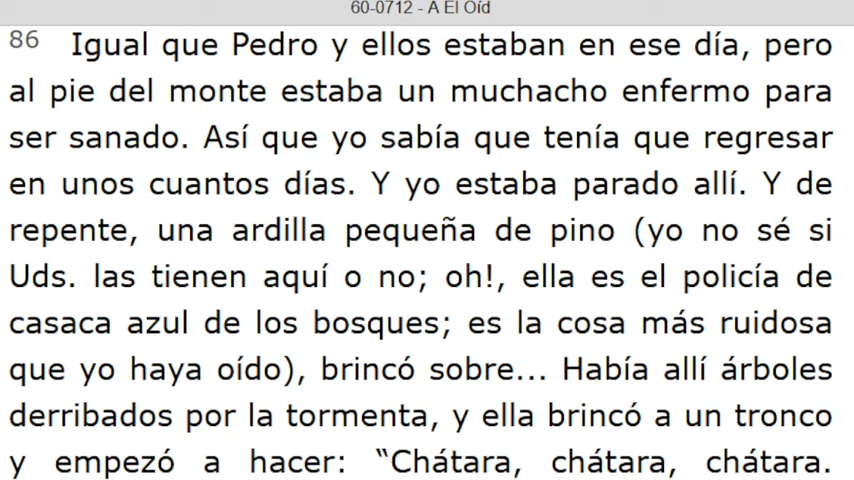 60-0712 - A El Oíd
86 Igual que Pedro y ellos estaban en ese día, pero
al pie del monte estaba un muchacho enfermo para
ser sanado. Así que yo sabía que tenía que regresar
en unos cuantos días. Y yo estaba parado allí. Y de
repente, una ardilla pequeña de pino (yo no sé si
Uds. las tienen aquí o no; oh!, ella es el policía de
casaca azul de los bosques; es la cosa más ruidosa
que yo haya oído), brincó sobre... Había allí árboles
derribados por la tormenta, y ella brincó a un tronco
y empezó a hacer: “Chátara, chátara, chátara.